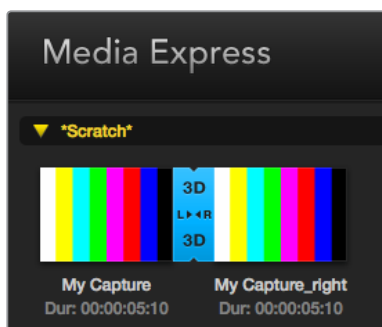 Media Express
*Scratch*
3D
L R
3D
My Capture
My Capture_right
Dur: 00:00:05:10
Dur: 00:00:05:10